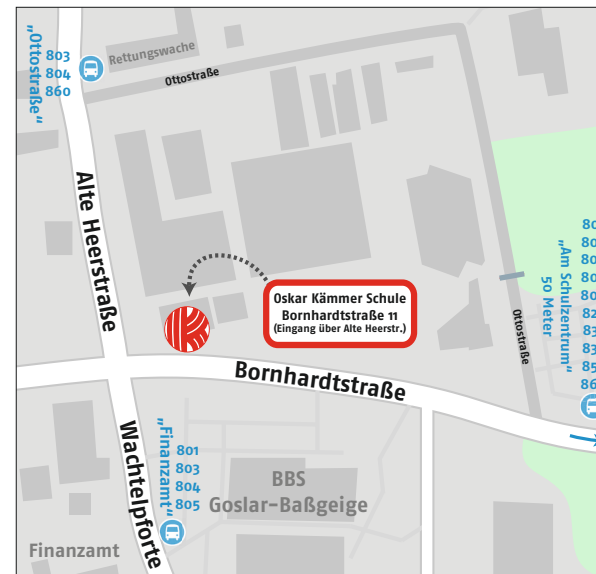 Rettungswache
803
804
860
„Ottostraße“
Ottostraße
Alte Heerstraße
Oskar Kämmer Schule
Bornhardtstraße 11
(Eingang über Alte Heerstr.)
Ottostraße
„Am Schulzentrum“
50 Meter
Bornhardtstraße
Wachtelpforte
„Finanzamt“
801
803
804
805
BBS
Goslar-Baßgeige
Finanzamt